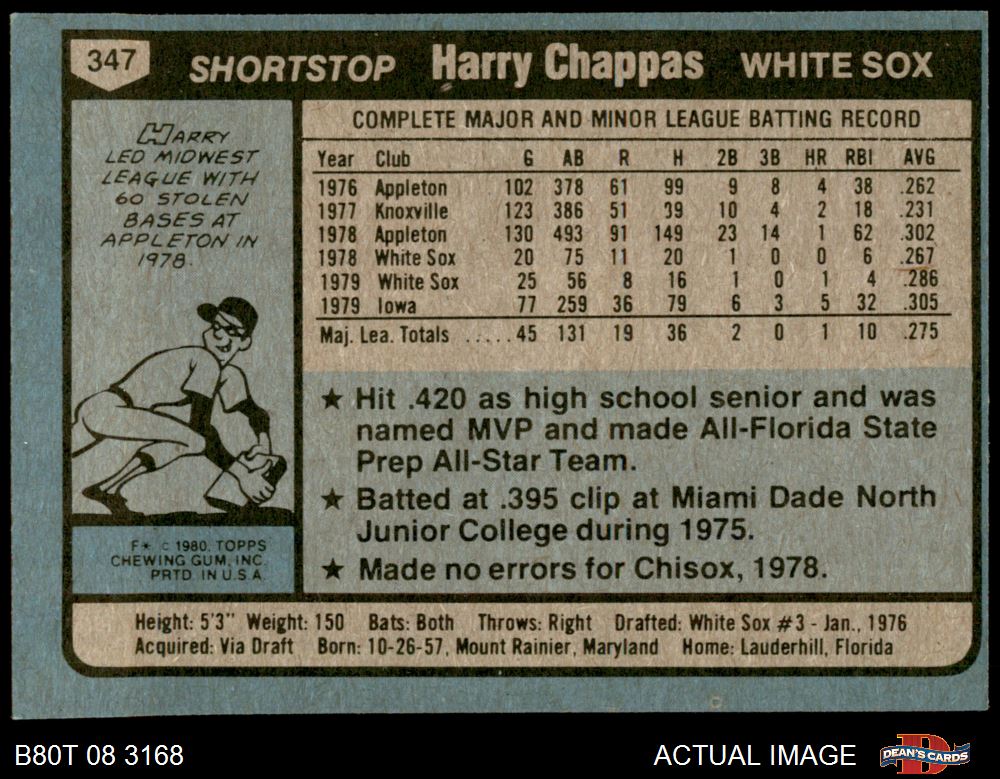 347 SHORTSTOP Harry Chappas WHITE SOX
HARRY
LED MIDWEST
LEAGUE WITH
60 STOLEN
BASES AT
APPLETON IN
1978.
F* © 1980. TOPPS
CHEWING GUM, INC.
PRTD. IN U.S.A.
COMPLETE MAJOR AND MINOR LEAGUE BATTING RECORD
Year Club G AB R H 2B 3B HR RBI AVG
1976 Appleton 102 378 61 99 9 8 4 38 .262
1977 Knoxville 123 386 51 39 10 4 2 18 .231
1978 Appleton 130 493 91 149 23 14 1 62 .302
1978 White Sox 20 75 11 20 1 0 0 6 .267
1979 White Sox 25 56 8 16 1 0 1 4 .286
1979 Iowa 77 259 36 79 6 3 5 32 .305
Maj. Lea. Totals ..... 45 131 19 36 2 0 1 10 .275
★ Hit .420 as high school senior and was
named MVP and made All-Florida State
Prep All-Star Team.
★ Batted at .395 clip at Miami Dade North
Junior College during 1975.
★ Made no errors for Chisox, 1978.
Height: 5'3" Weight: 150 Bats: Both Throws: Right Drafted: White Sox #3 - Jan., 1976
Acquired: Via Draft Born: 10-26-57, Mount Rainier, Maryland Home: Lauderhill, Florida
B80T 08 3168 ACTUAL IMAGE DEAN'S CARDS